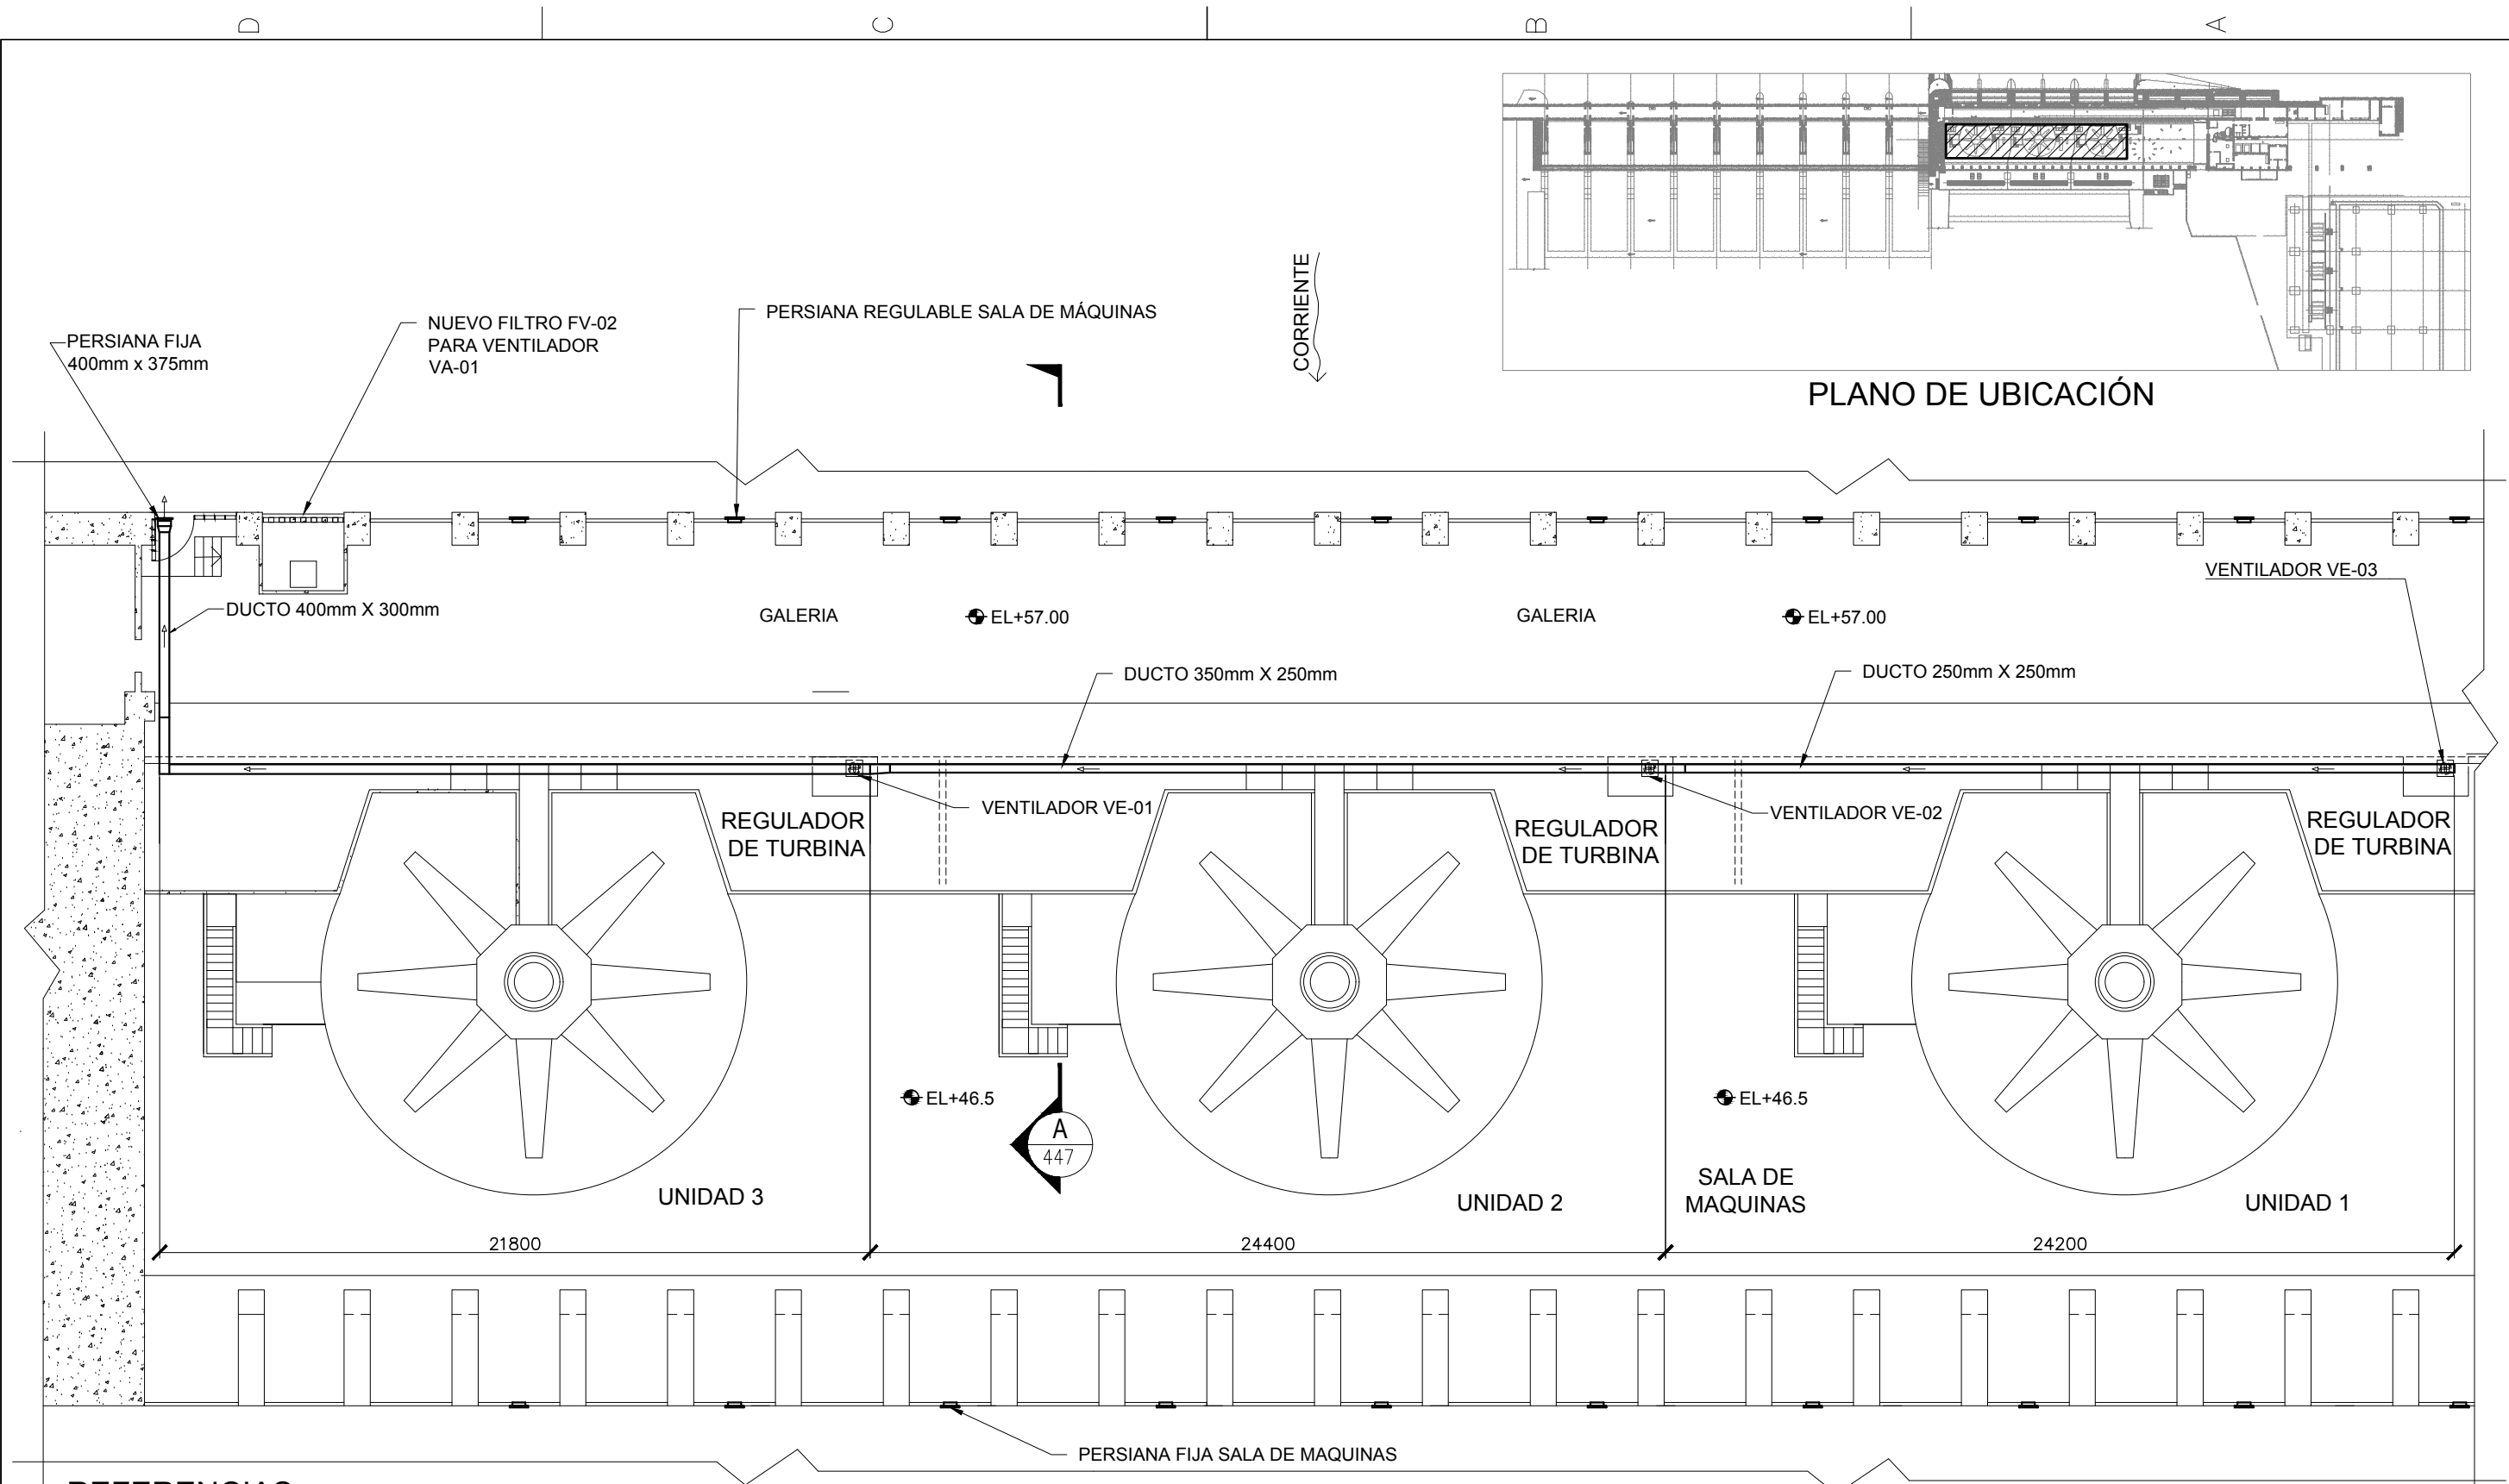 D
C
B
A
PLANO DE UBICACIÓN
CORRIENTE
PERSIANA FIJA
400mm x 375mm
NUEVO FILTRO FV-02
PARA VENTILADOR
VA-01
PERSIANA REGULABLE SALA DE MÁQUINAS
VENTILADOR VE-03
DUCTO 400mm X 300mm
GALERIA
EL+57.00
GALERIA
EL+57.00
DUCTO 350mm X 250mm
DUCTO 250mm X 250mm
VENTILADOR VE-01
VENTILADOR VE-02
REGULADOR
DE TURBINA
REGULADOR
DE TURBINA
REGULADOR
DE TURBINA
EL+46.5
EL+46.5
A
447
UNIDAD 3
UNIDAD 2
SALA DE
MAQUINAS
UNIDAD 1
21800
24400
24200
PERSIANA FIJA SALA DE MAQUINAS
REFERENCIAS